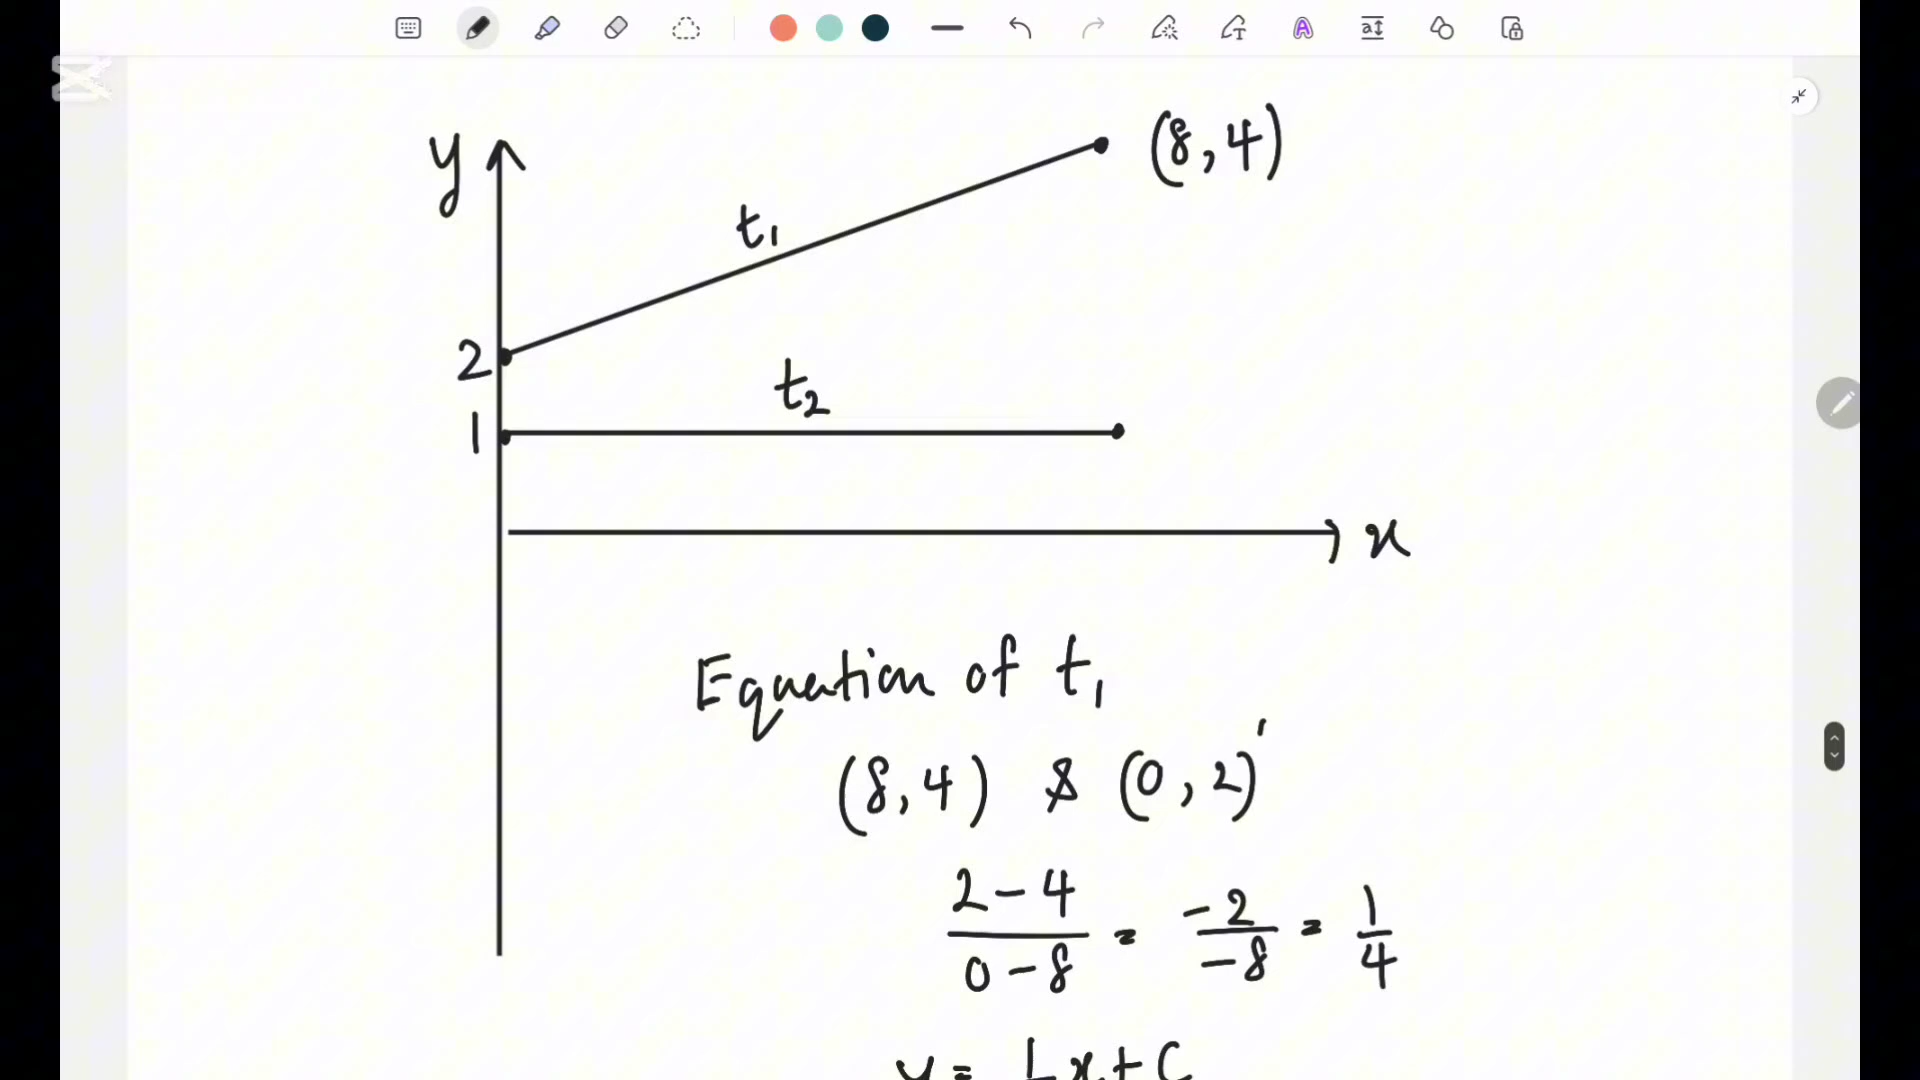 y
(8,4)
t₁
2
t₂
1
x
Equation of t₁
(8,4) & (0,2)
2-4/0-8 = -2/-8 = 1/4
y = 1/ x + C